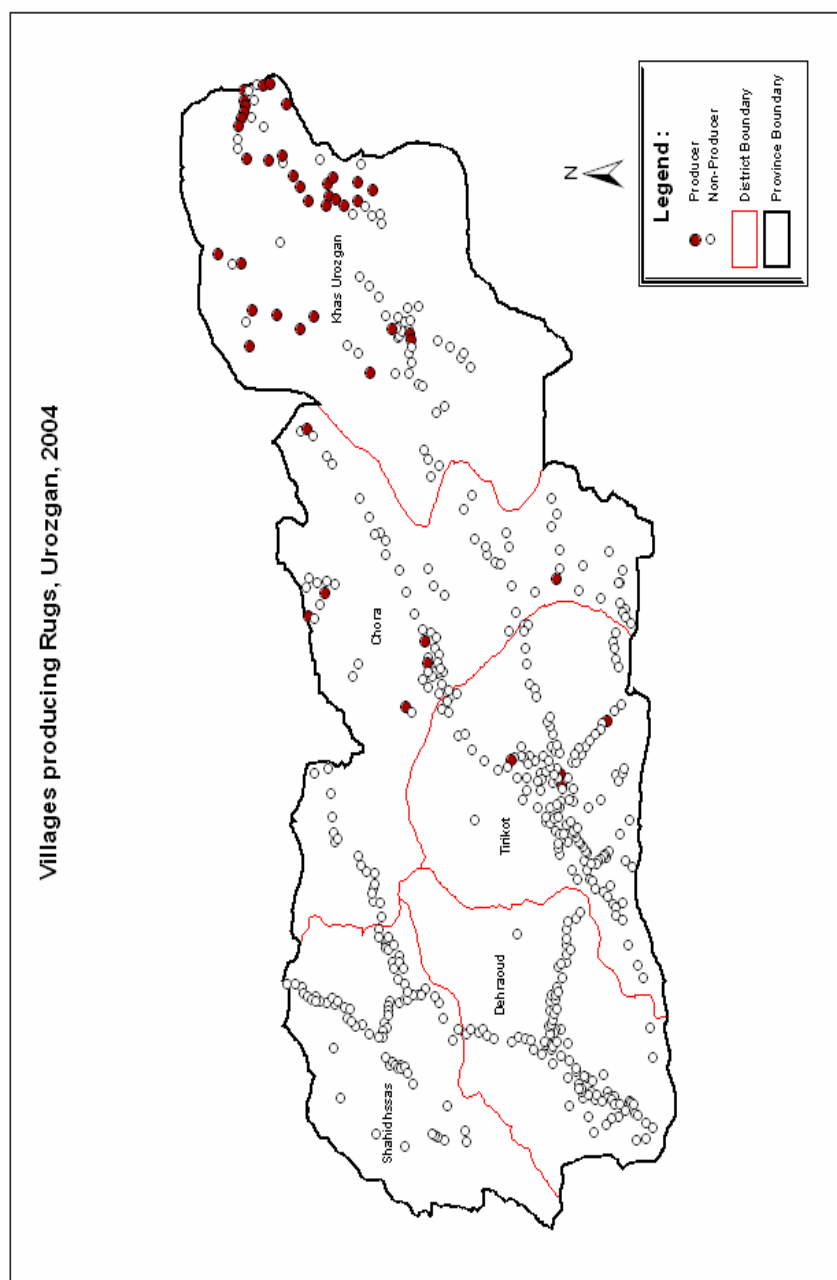 Villages producing Rugs, Urozgan, 2004
Khas Urozgan
Chora
Tirikot
Dehraoud
Shahidhssas
N
Legend :
Producer
Non-Producer
District Boundary
Province Boundary